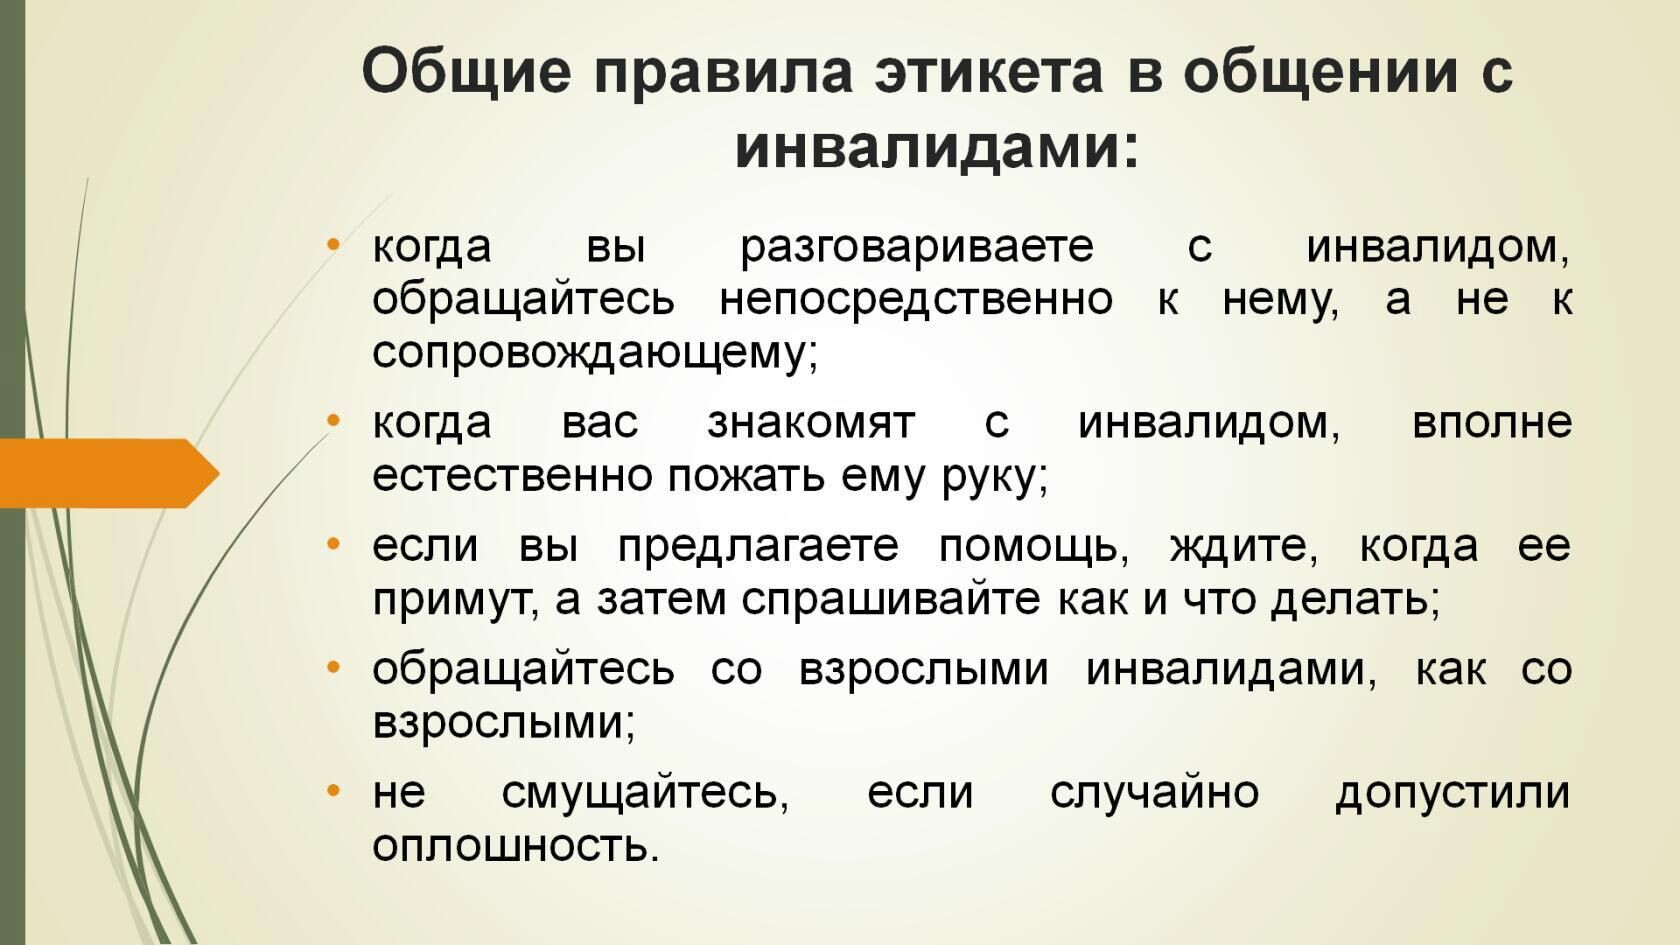 Общие правила этикета в общении с
инвалидами:
• когда вы разговариваете с инвалидом,
обращайтесь непосредственно к нему, а не к
сопровождающему;
• когда вас знакомят с инвалидом, вполне
естественно пожать ему руку;
• если вы предлагаете помощь, ждите, когда ее
примут, а затем спрашивайте как и что делать;
• обращайтесь со взрослыми инвалидами, как со
взрослыми;
• не смущайтесь, если случайно допустили
оплошность.